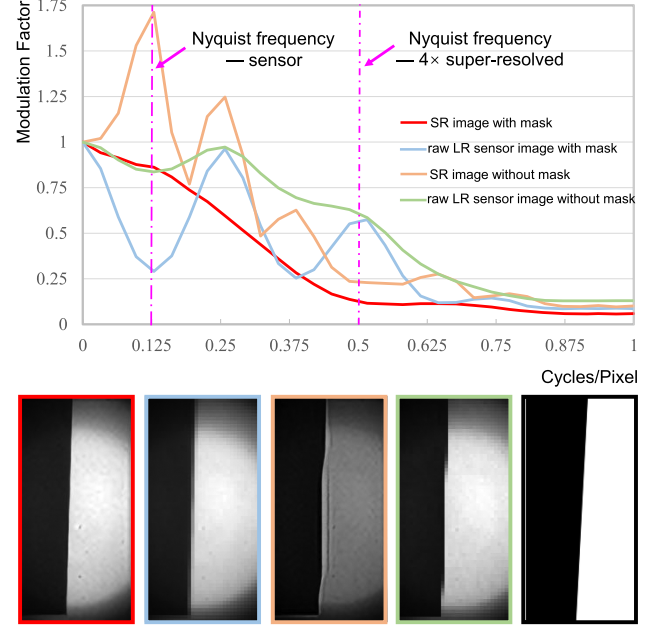 Modulation Factor
1.75
1.5
1.25
1
0.75
0.5
0.25
0
Nyquist frequency
— sensor
Nyquist frequency
— 4× super-resolved
SR image with mask
raw LR sensor image with mask
SR image without mask
raw LR sensor image without mask
0 0.125 0.25 0.375 0.5 0.625 0.75 0.875 1
Cycles/Pixel